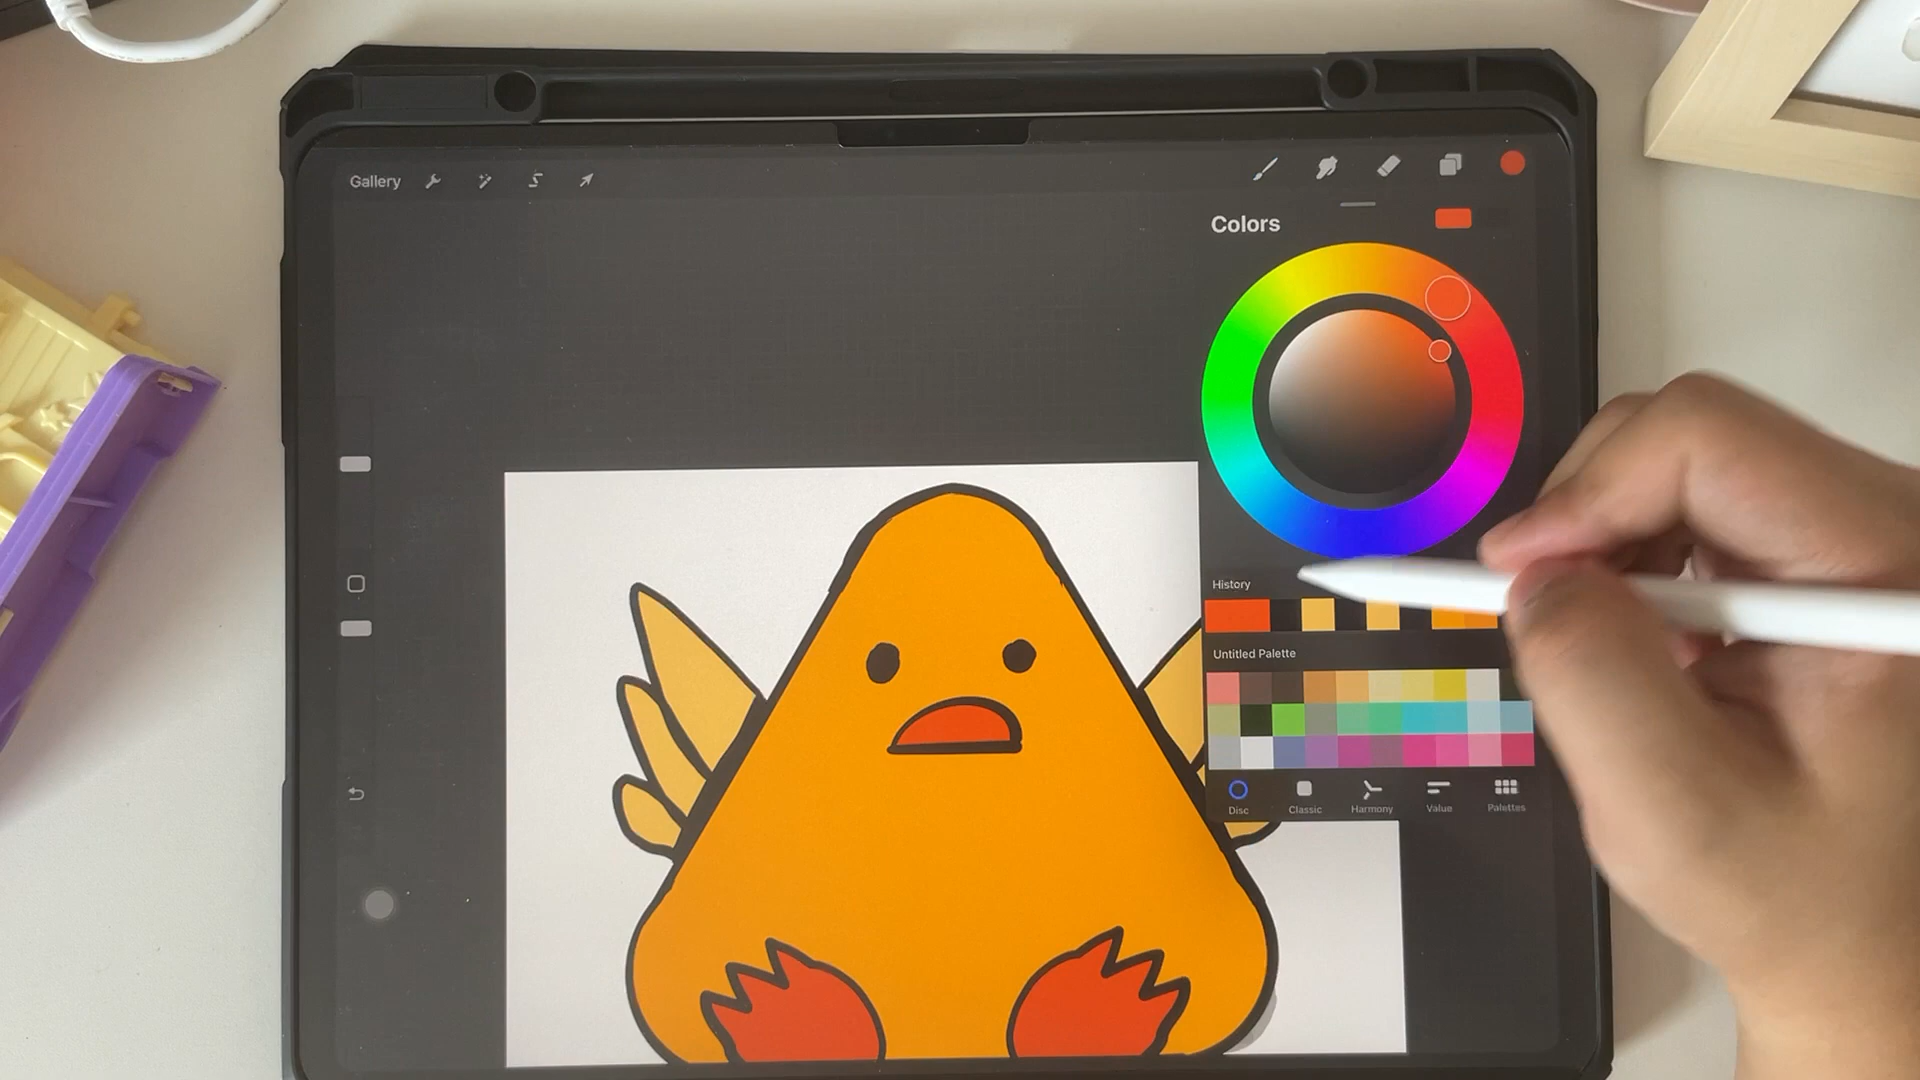 Gallery
Colors
History
Untitled Palette
Disc Classic Harmony Value Palettes